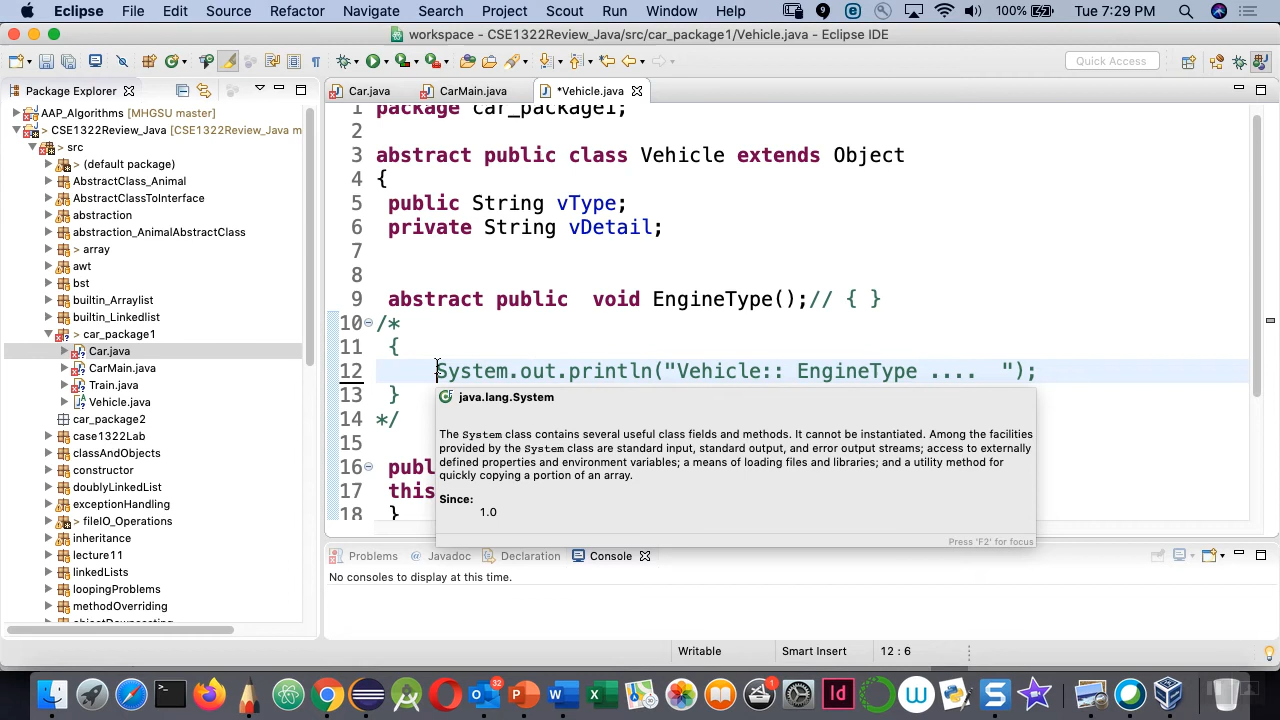 Eclipse File Edit Source Refactor Navigate Search Project Scout Run Window Help 9 100% Tue 7:29 PM
workspace - CSE1322Review_Java/src/car_package1/Vehicle.java - Eclipse IDE
Quick Access
Package Explorer
Car.java CarMain.java *Vehicle.java
AAP_Algorithms [MHGSU master]
> CSE1322Review_Java [CSE1322Review_Java m
> src
> (default package)
AbstractClass_Animal
AbstractClassToInterface
abstraction
abstraction_AnimalAbstractClass
> array
awt
bst
builtin_Arraylist
builtin_Linkedlist
> car_package1
Car.java
CarMain.java
Train.java
Vehicle.java
car_package2
case1322Lab
classAndObjects
constructor
doublyLinkedList
exceptionHandling
> fileIO_Operations
inheritance
lecture11
linkedLists
loopingProblems
methodOverriding
objectDowncasting
1 package car_package1;
2
3 abstract public class Vehicle extends Object
4 {
5 public String vType;
6 private String vDetail;
7
8
9 abstract public void EngineType();// { }
10 /*
11 {
12 System.out.println("Vehicle:: EngineType .... ");
13 }
14 */
15
16 publ
17 this
18 }
java.lang.System
The System class contains several useful class fields and methods. It cannot be instantiated. Among the facilities
provided by the System class are standard input, standard output, and error output streams; access to externally
defined properties and environment variables; a means of loading files and libraries; and a utility method for
quickly copying a portion of an array.
Since:
1.0
Press 'F2' for focus
Problems @ Javadoc Declaration Console
No consoles to display at this time.
Writable Smart Insert 12 : 6
32
1